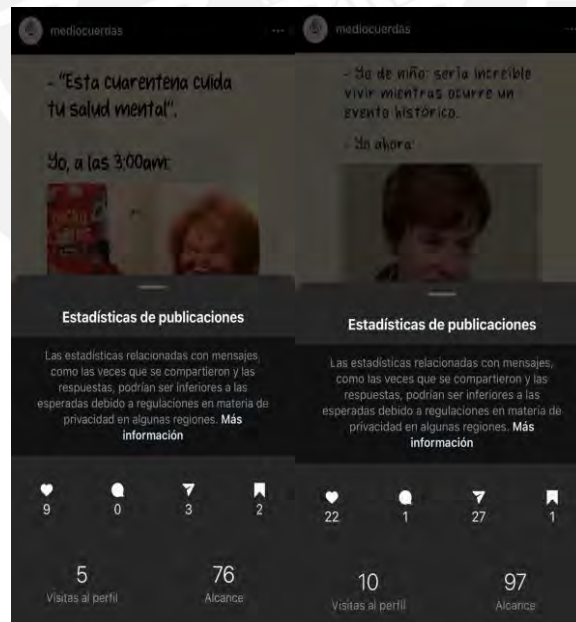 mediocuerdas
- "Esta cuarentena cuida
tu salud mental".
Yo, a las 3:00am:
Estadísticas de publicaciones
Las estadísticas relacionadas con mensajes,
como las veces que se compartieron y las
respuestas, podrían ser inferiores a las
esperadas debido a regulaciones en materia de
privacidad en algunas regiones. Más
información
9 0 3 2
5 76
Visitas al perfil Alcance
mediocuerdas
- Yo de niño: sería increíble
vivir mientras ocurre un
evento histórico.
- Yo ahora:
Estadísticas de publicaciones
Las estadísticas relacionadas con mensajes,
como las veces que se compartieron y las
respuestas, podrían ser inferiores a las
esperadas debido a regulaciones en materia de
privacidad en algunas regiones. Más
información
22 1 27 1
10 97
Visitas al perfil Alcance